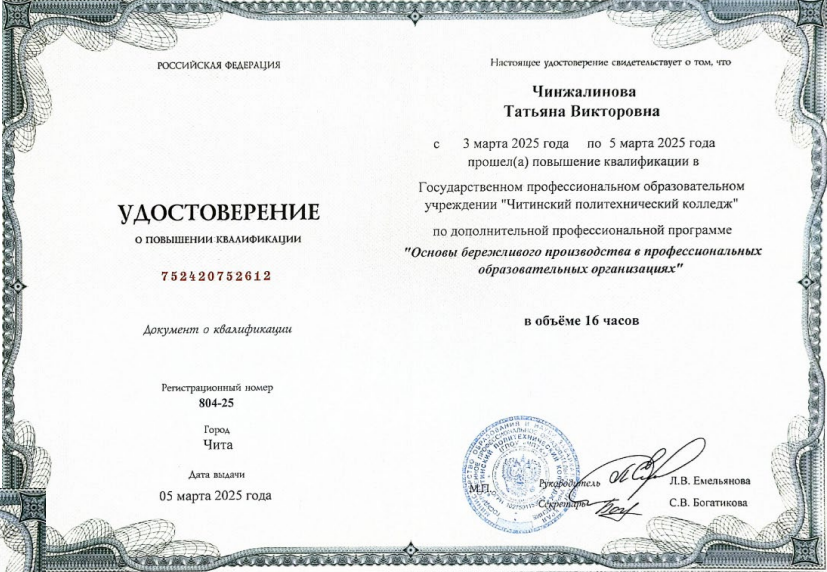 РОССИЙСКАЯ ФЕДЕРАЦИЯ
УДОСТОВЕРЕНИЕ
О ПОВЫШЕНИИ КВАЛИФИКАЦИИ
752420752612
Документ о квалификации
Регистрационный номер
804-25
Город
Чита
Дата выдачи
05 марта 2025 года
Настоящее удостоверение свидетельствует о том, что
Чинжалинова
Татьяна Викторовна
с 3 марта 2025 года по 5 марта 2025 года
прошел(а) повышение квалификации в
Государственном профессиональном образовательном
учреждении "Читинский политехнический колледж"
по дополнительной профессиональной программе
"Основы бережливого производства в профессиональных
образовательных организациях"
в объёме 16 часов
М.П.
Руководитель Л.В. Емельянова
Секретарь С.В. Богатикова